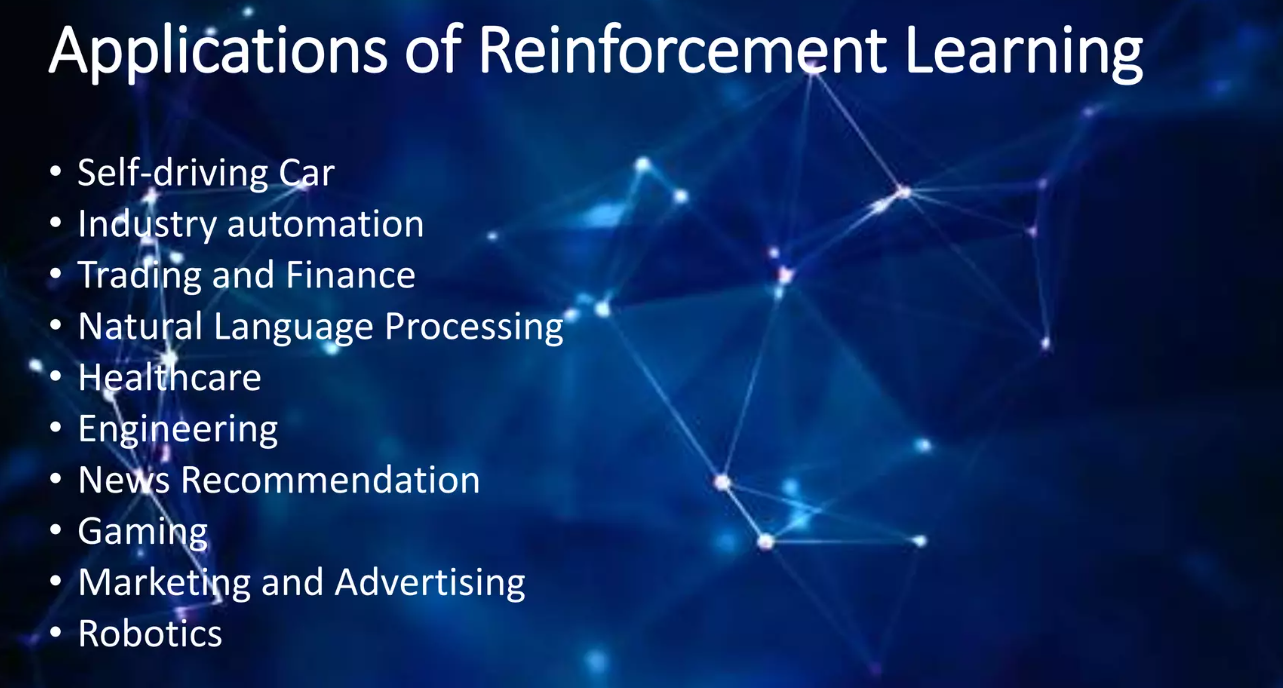 Applications of Reinforcement Learning
• Self-driving Car
• Industry automation
• Trading and Finance
• Natural Language Processing
• Healthcare
• Engineering
• News Recommendation
• Gaming
• Marketing and Advertising
• Robotics